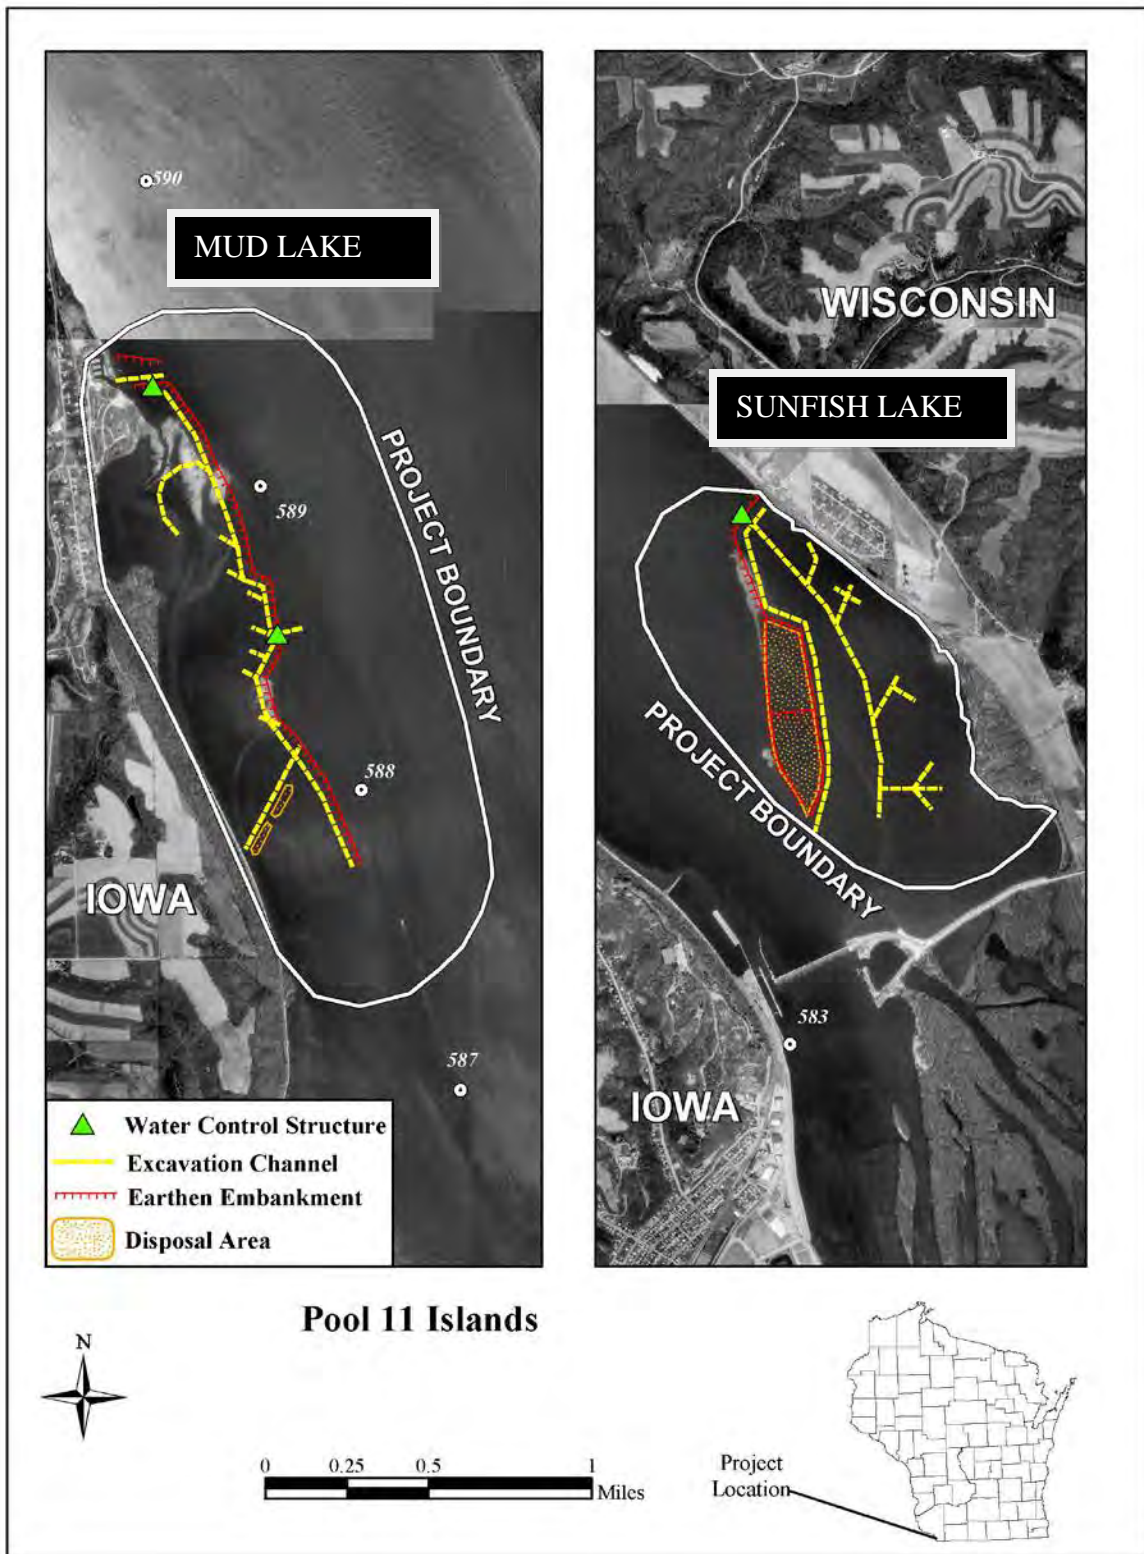 590
MUD LAKE
589
PROJECT BOUNDARY
588
IOWA
587
WISCONSIN
SUNFISH LAKE
PROJECT BOUNDARY
583
IOWA
Water Control Structure
Excavation Channel
Earthen Embankment
Disposal Area
Pool 11 Islands
N
0 0.25 0.5 1
Miles
Project
Location